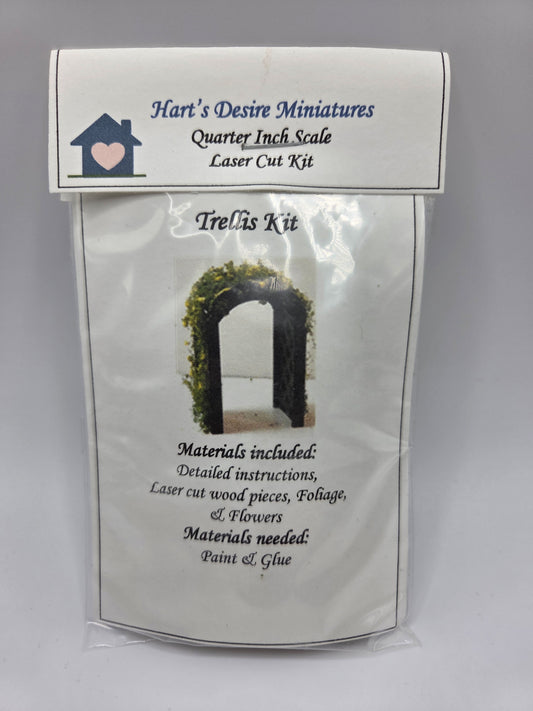 Hart's Desire Miniatures
Quarter Inch Scale
Laser Cut Kit
Trellis Kit
Materials included:
Detailed instructions,
Laser cut wood pieces, Foliage,
& Flowers
Materials needed:
Paint & Glue